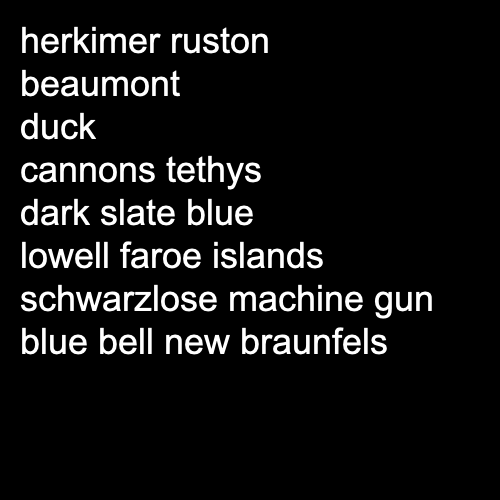 herkimer ruston
beaumont
duck
cannons tethys
dark slate blue
lowell faroe islands
schwarzlose machine gun
blue bell new braunfels